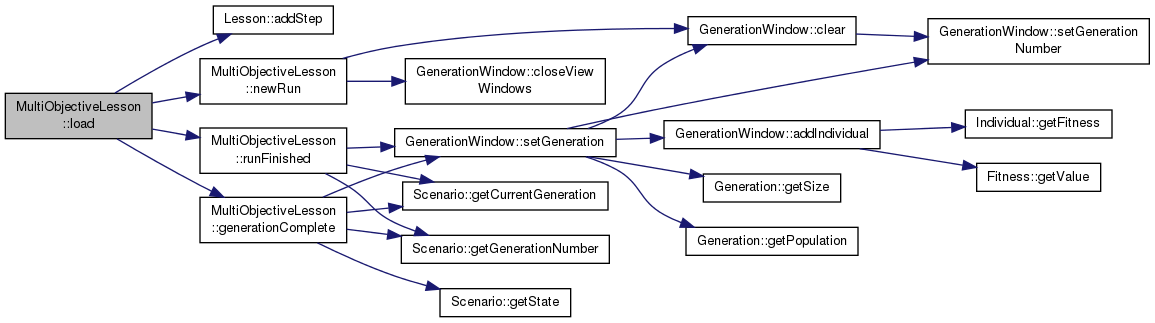 MultiObjectiveLesson
::load
Lesson::addStep
MultiObjectiveLesson
::newRun
MultiObjectiveLesson
::runFinished
MultiObjectiveLesson
::generationComplete
GenerationWindow::closeView
Windows
GenerationWindow::setGeneration
Scenario::getCurrentGeneration
Scenario::getGenerationNumber
Scenario::getState
GenerationWindow::clear
GenerationWindow::addIndividual
Generation::getSize
Generation::getPopulation
GenerationWindow::setGeneration
Number
Individual::getFitness
Fitness::getValue